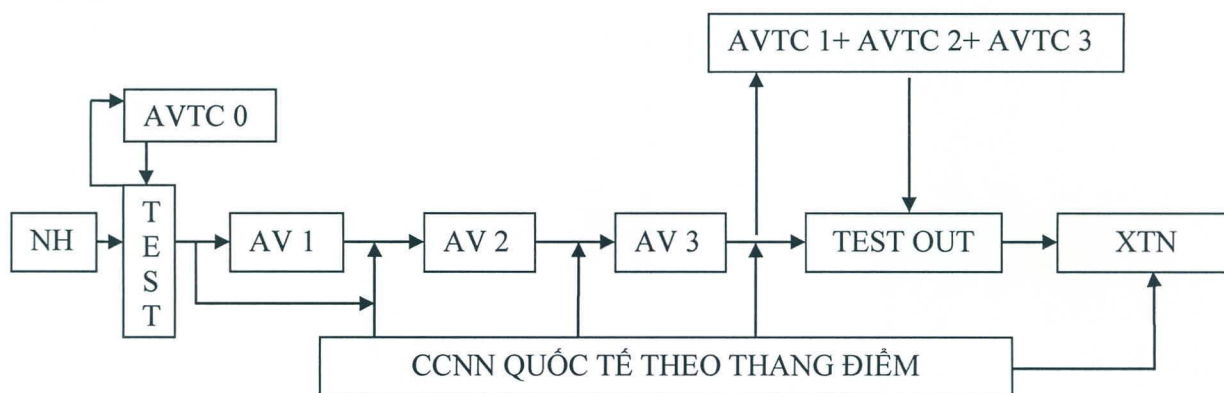 AVTC 1+ AVTC 2+ AVTC 3
AVTC 0
NH
T
E
S
T
AV 1
AV 2
AV 3
TEST OUT
XTN
CCNN QUỐC TẾ THEO THANG ĐIỂM